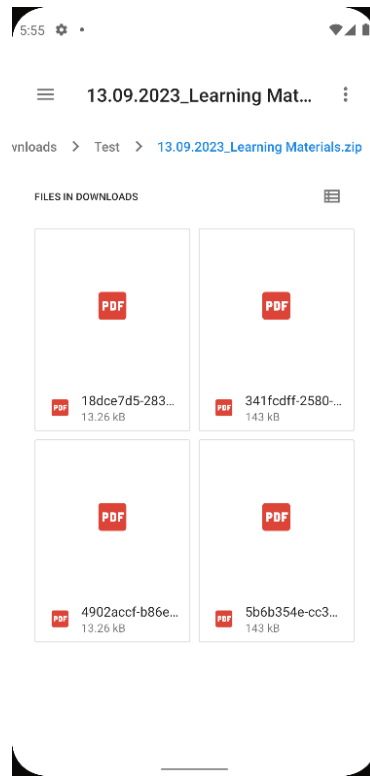 5:55
13.09.2023_Learning Mat...
vnloads > Test > 13.09.2023_Learning Materials.zip
FILES IN DOWNLOADS
PDF PDF
PDF 18dce7d5-283... PDF 341fcdff-2580-...
13.26 kB 143 kB
PDF PDF
PDF 4902accf-b86e... PDF 5b6b354e-cc3...
13.26 kB 143 kB